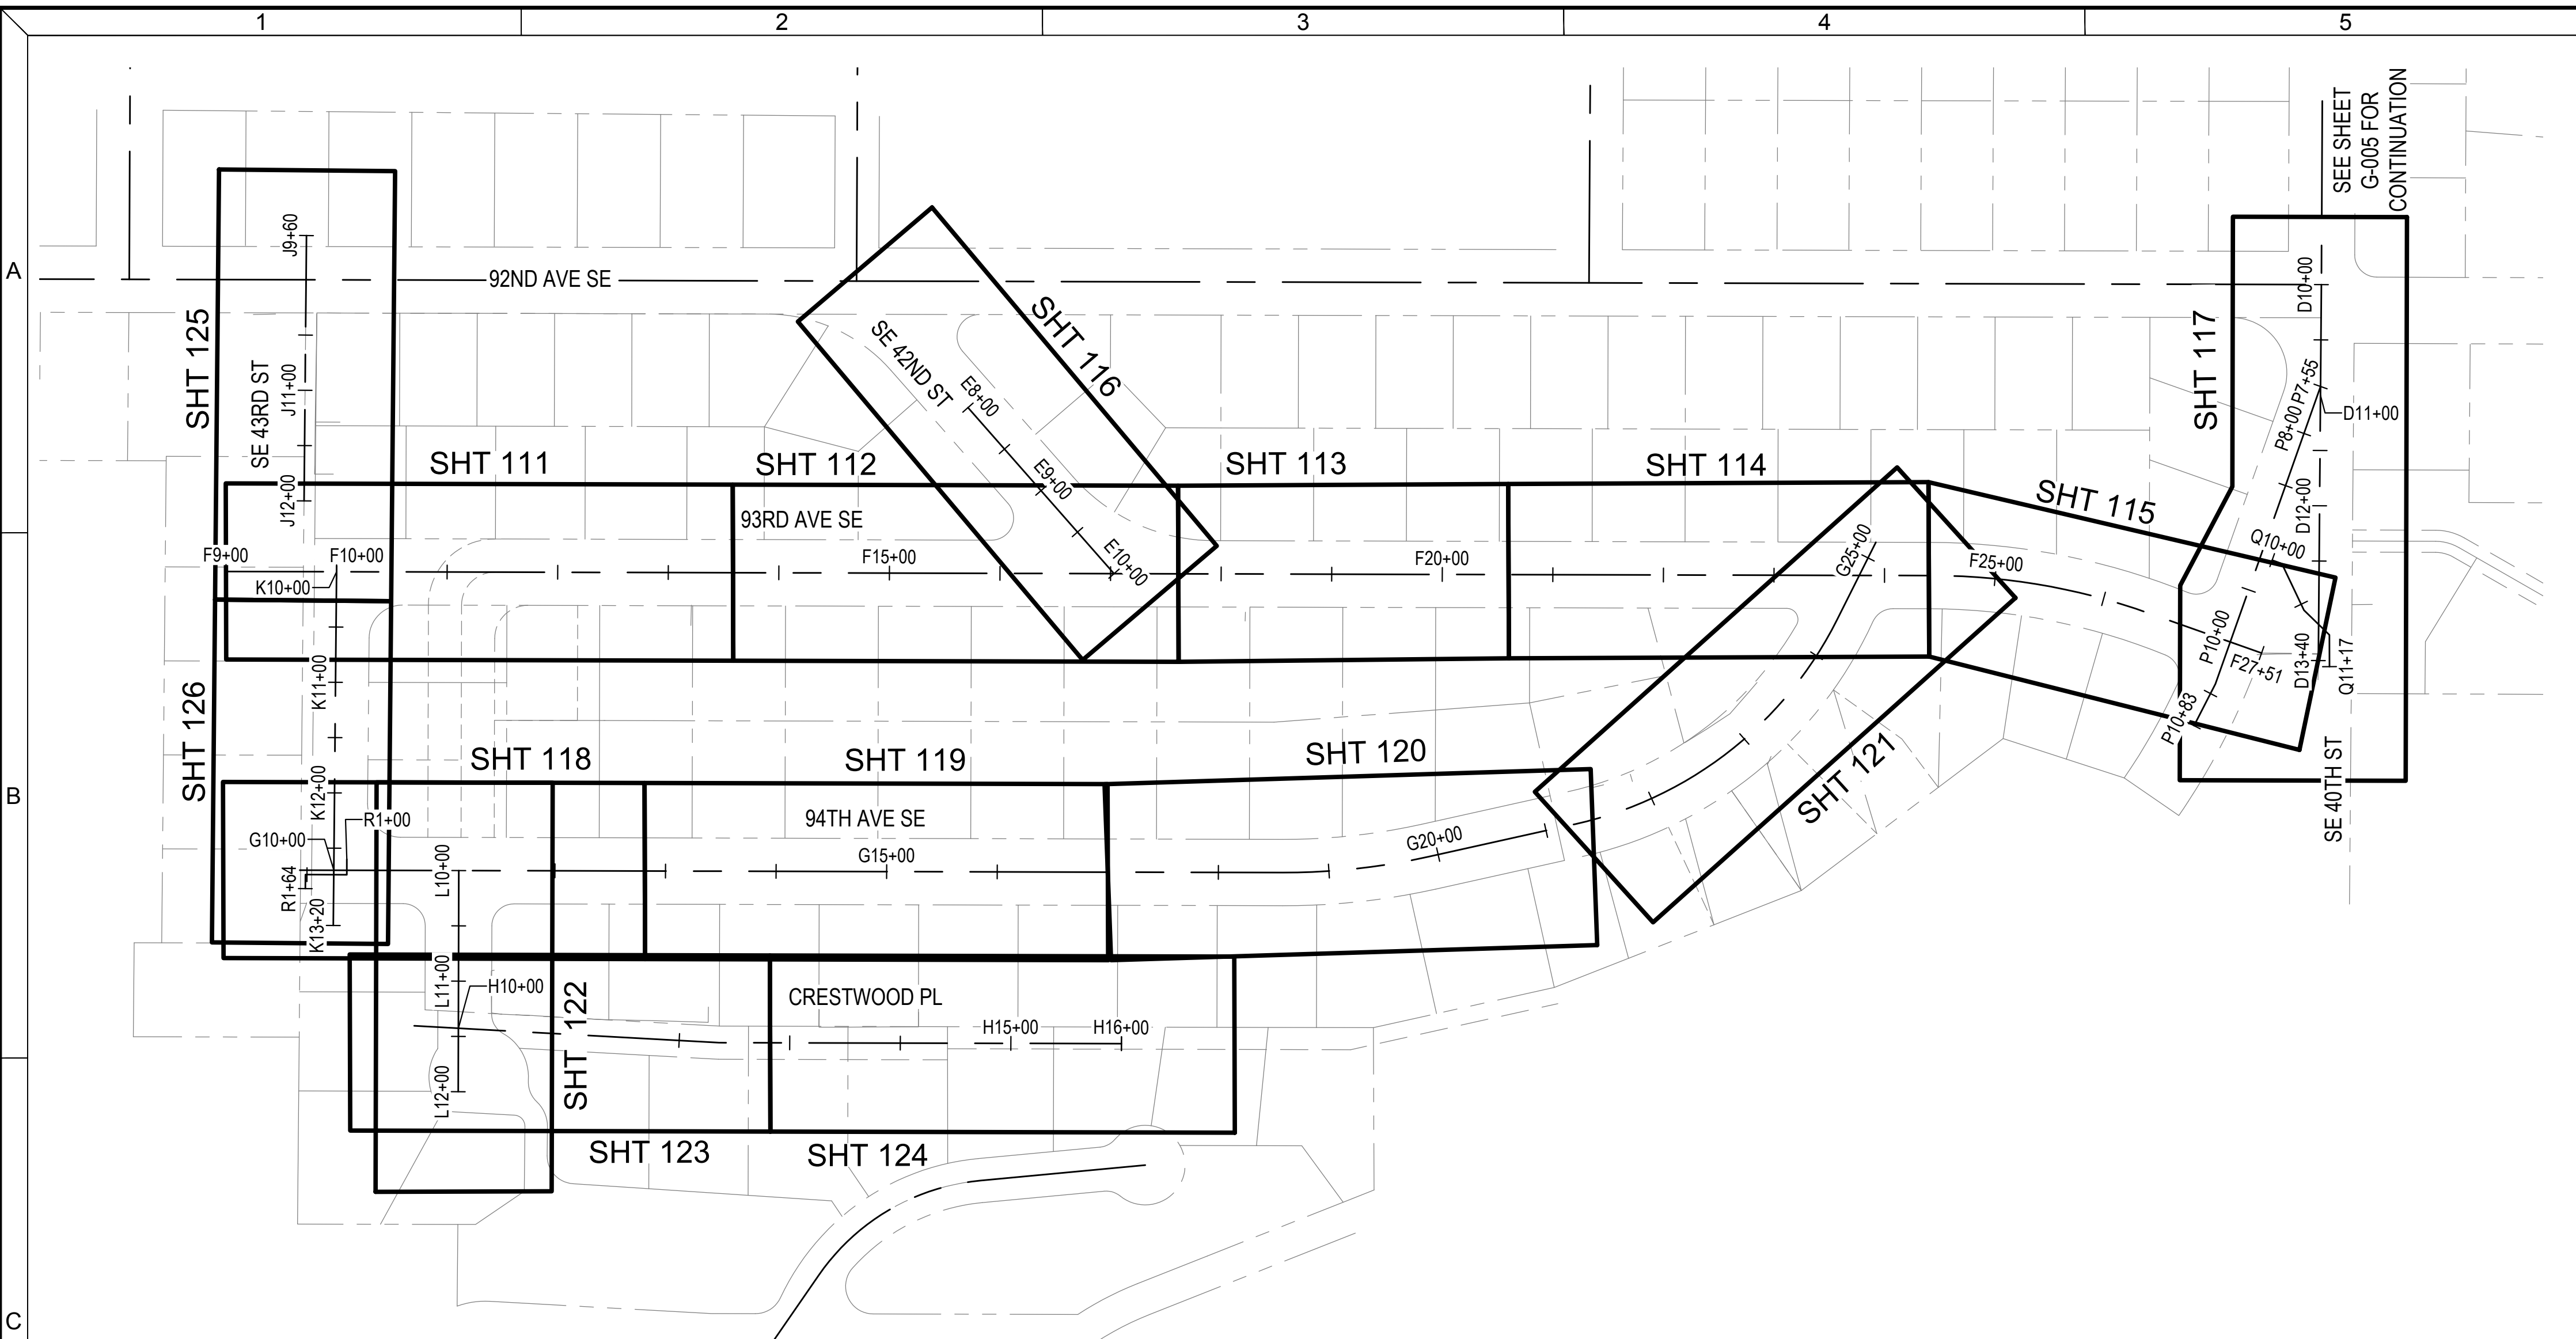 1
2
3
4
5
A
B
C
SEE SHEET
G-005 FOR
CONTINUATION
J9+60
92ND AVE SE
D10+00
SHT 125
SE 43RD ST
J11+00
J12+00
SE 42ND ST
SHT 116
E8+00
E9+00
E10+00
SHT 117
P7+55
P8+00
D11+00
D12+00
SHT 111
SHT 112
SHT 113
SHT 114
SHT 115
93RD AVE SE
F9+00
F10+00
K10+00
F15+00
F20+00
G25+00
F25+00
Q10+00
P10+00
F27+51
D13+40
Q11+17
P10+83
SE 40TH ST
SHT 126
K11+00
K12+00
SHT 118
SHT 119
SHT 120
SHT 121
94TH AVE SE
R1+00
G10+00
R1+64
K13+20
L10+00
G15+00
G20+00
L11+00
H10+00
SHT 122
CRESTWOOD PL
H15+00
H16+00
L12+00
SHT 123
SHT 124